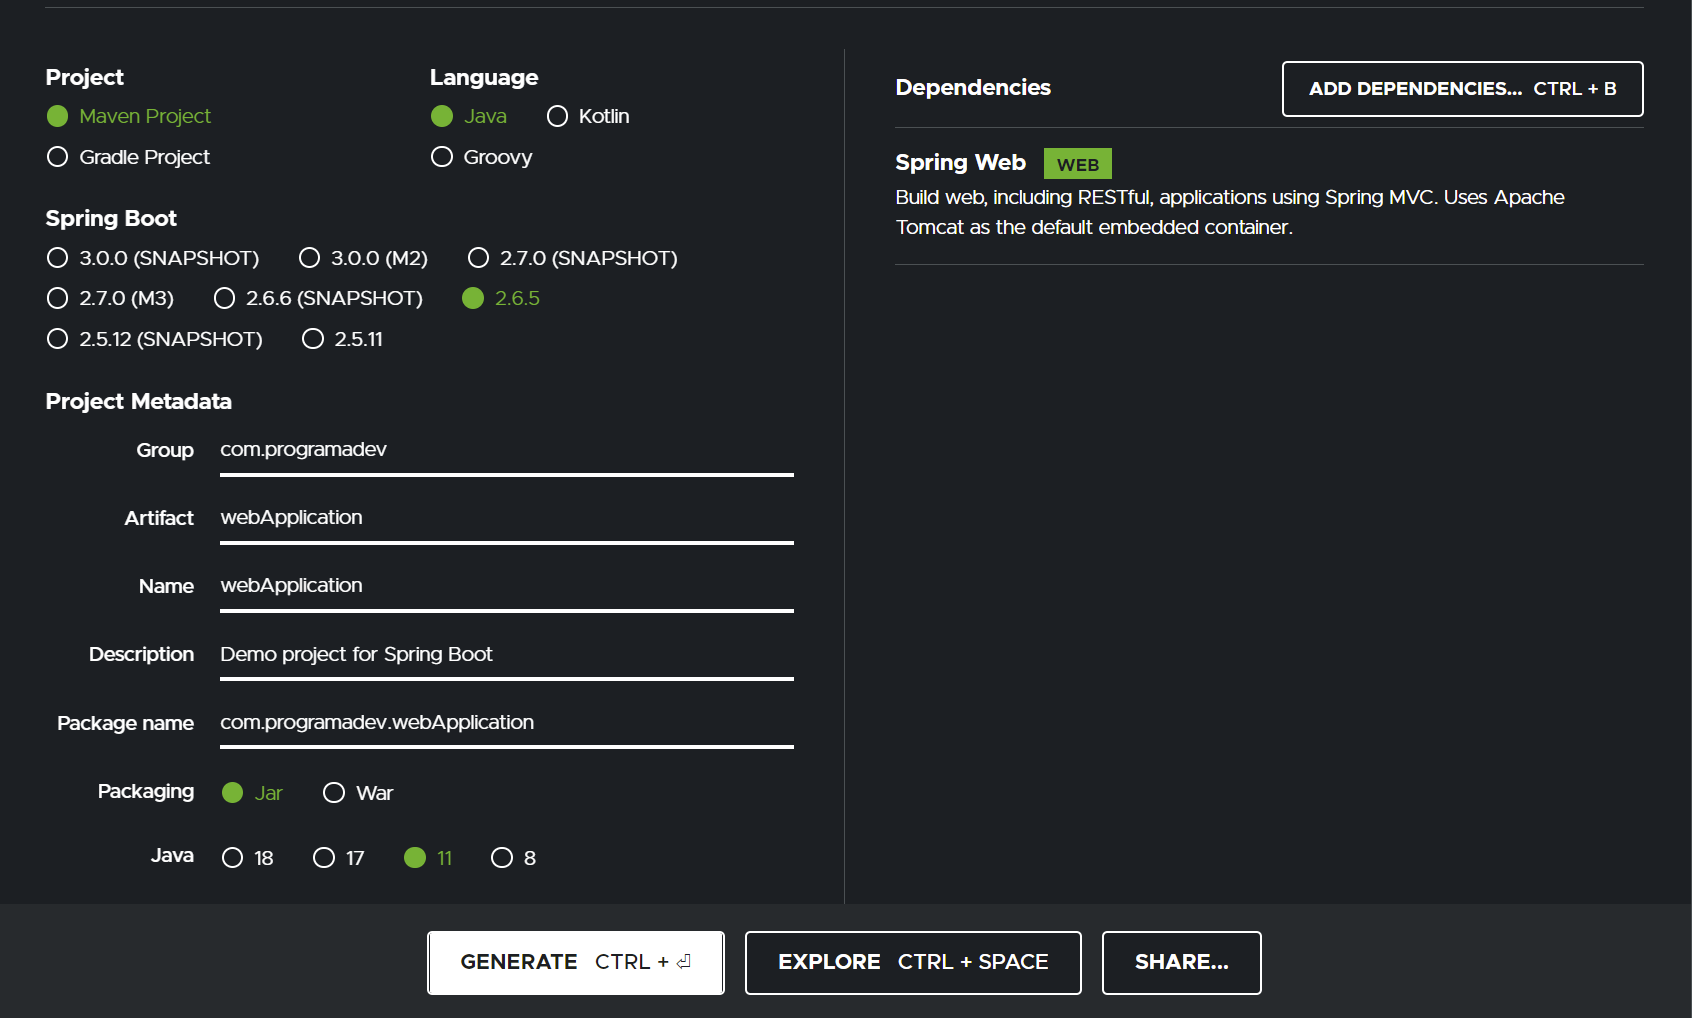 Project
Maven Project
Gradle Project
Language
Java Kotlin
Groovy
Spring Boot
3.0.0 (SNAPSHOT) 3.0.0 (M2) 2.7.0 (SNAPSHOT)
2.7.0 (M3) 2.6.6 (SNAPSHOT) 2.6.5
2.5.12 (SNAPSHOT) 2.5.11
Project Metadata
Group com.programadev
Artifact webApplication
Name webApplication
Description Demo project for Spring Boot
Package name com.programadev.webApplication
Packaging Jar War
Java 18 17 11 8
Dependencies
ADD DEPENDENCIES... CTRL + B
Spring Web WEB
Build web, including RESTful, applications using Spring MVC. Uses Apache
Tomcat as the default embedded container.
GENERATE CTRL + ⏎
EXPLORE CTRL + SPACE
SHARE...